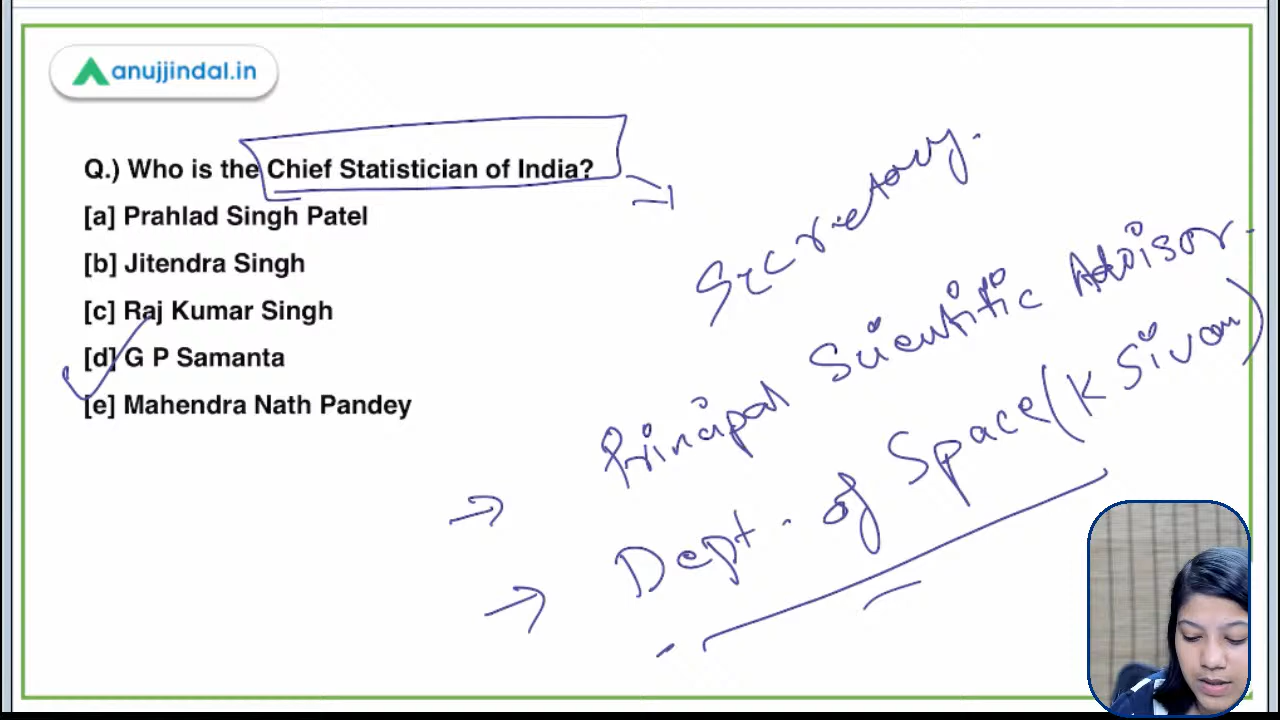 anujjindal.in
Q.) Who is the Chief Statistician of India?
[a] Prahlad Singh Patel
[b] Jitendra Singh
[c] Raj Kumar Singh
[d] G P Samanta
[e] Mahendra Nath Pandey
Secretary.
Principal Scientific Advisor.
Dept. of Space (K Sivan)